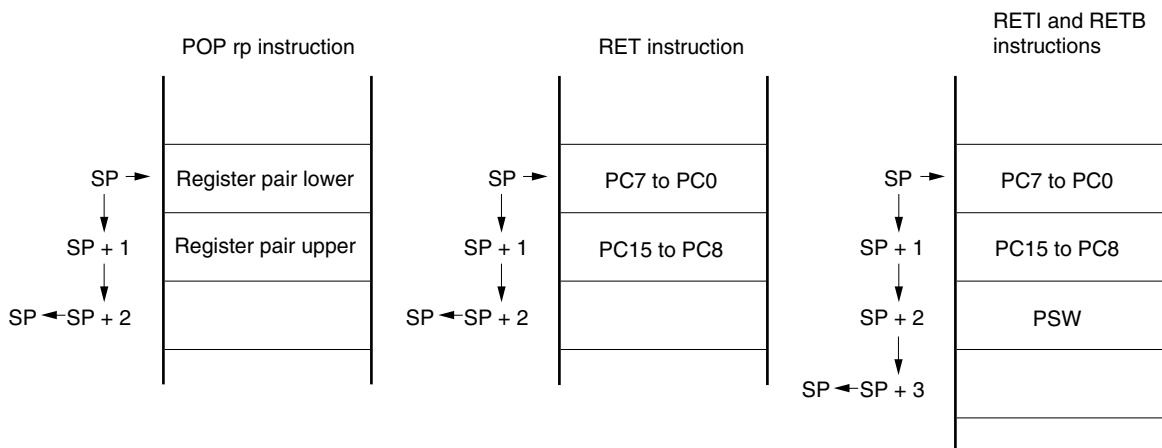 POP rp instruction
SP
Register pair lower
SP + 1
Register pair upper
SP
SP + 2
RET instruction
SP
PC7 to PC0
SP + 1
PC15 to PC8
SP
SP + 2
RETI and RETB
instructions
SP
PC7 to PC0
SP + 1
PC15 to PC8
SP + 2
PSW
SP
SP + 3